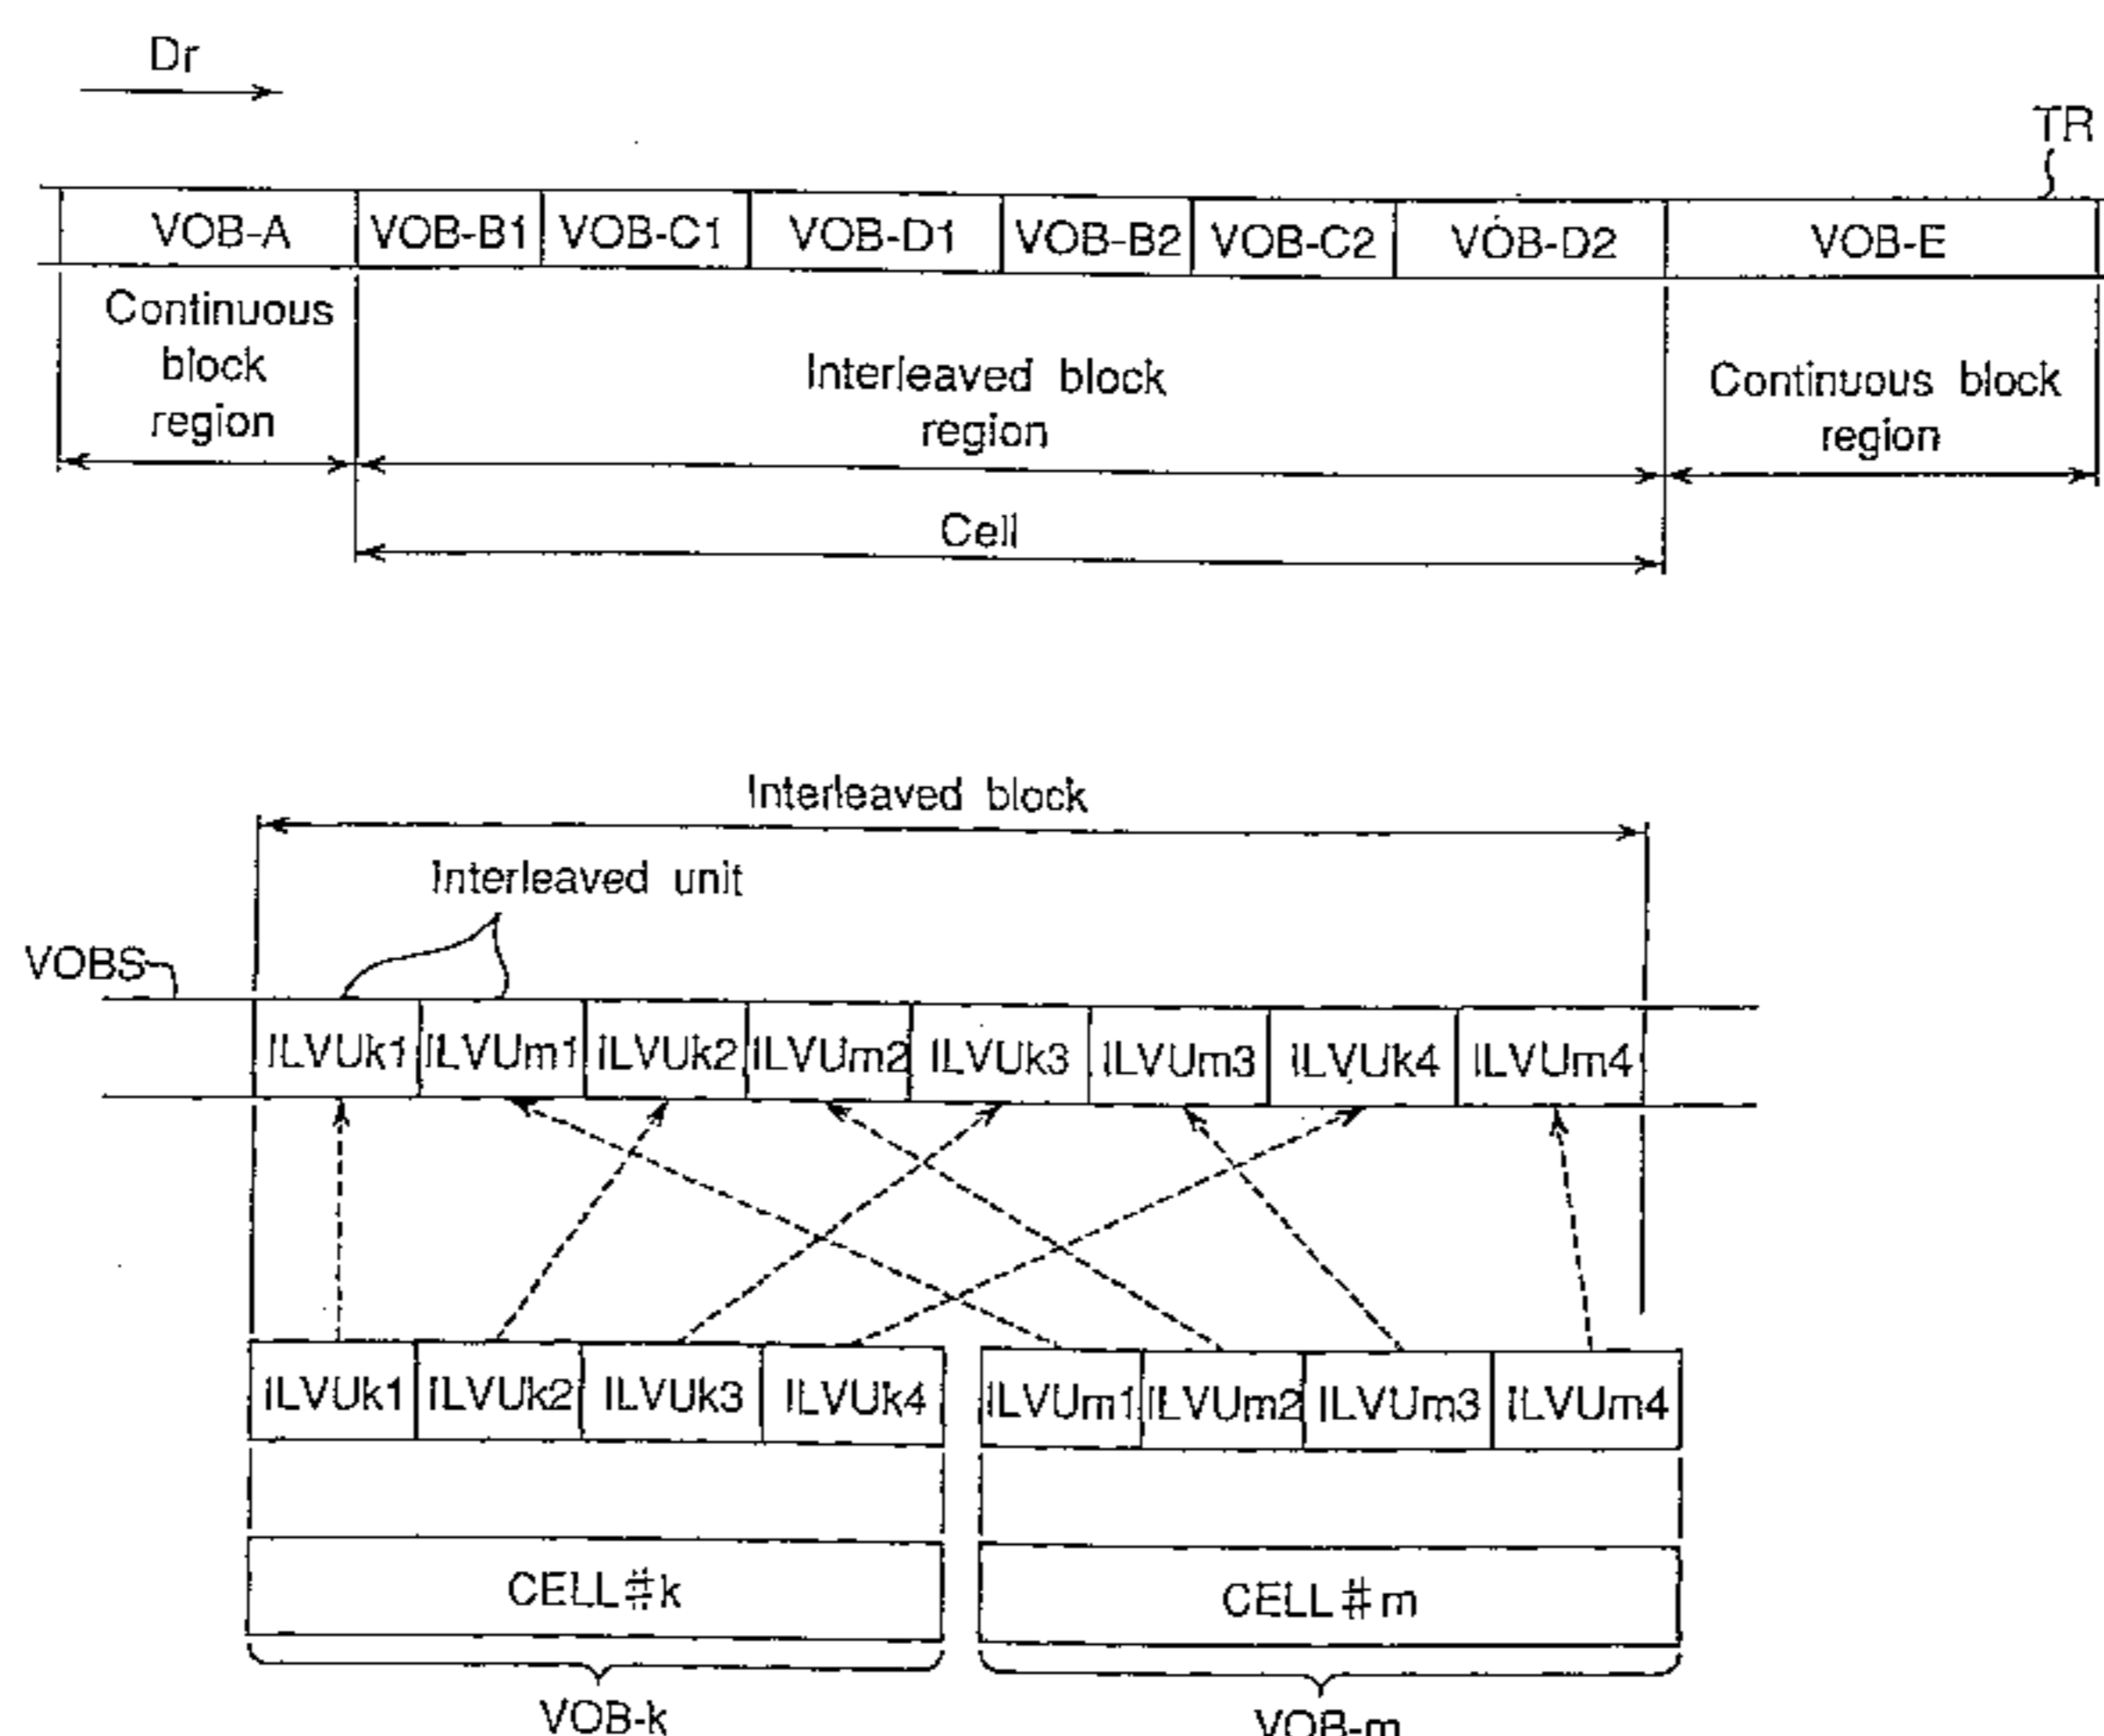 Dr
TR
VOB-A VOB-B1 VOB-C1 VOB-D1 VOB-B2 VOB-C2 VOB-D2 VOB-E
Continuous
block
region
Interleaved block
region
Continuous block
region
Cell
Interleaved block
Interleaved unit
VOBS
ILVUk1 ILVUm1 ILVUk2 ILVUm2 ILVUk3 ILVUm3 ILVUk4 ILVUm4
ILVUk1 ILVUk2 ILVUk3 ILVUk4 ILVUm1 ILVUm2 ILVUm3 ILVUm4
CELL#k CELL#m
VOB-k VOB-m